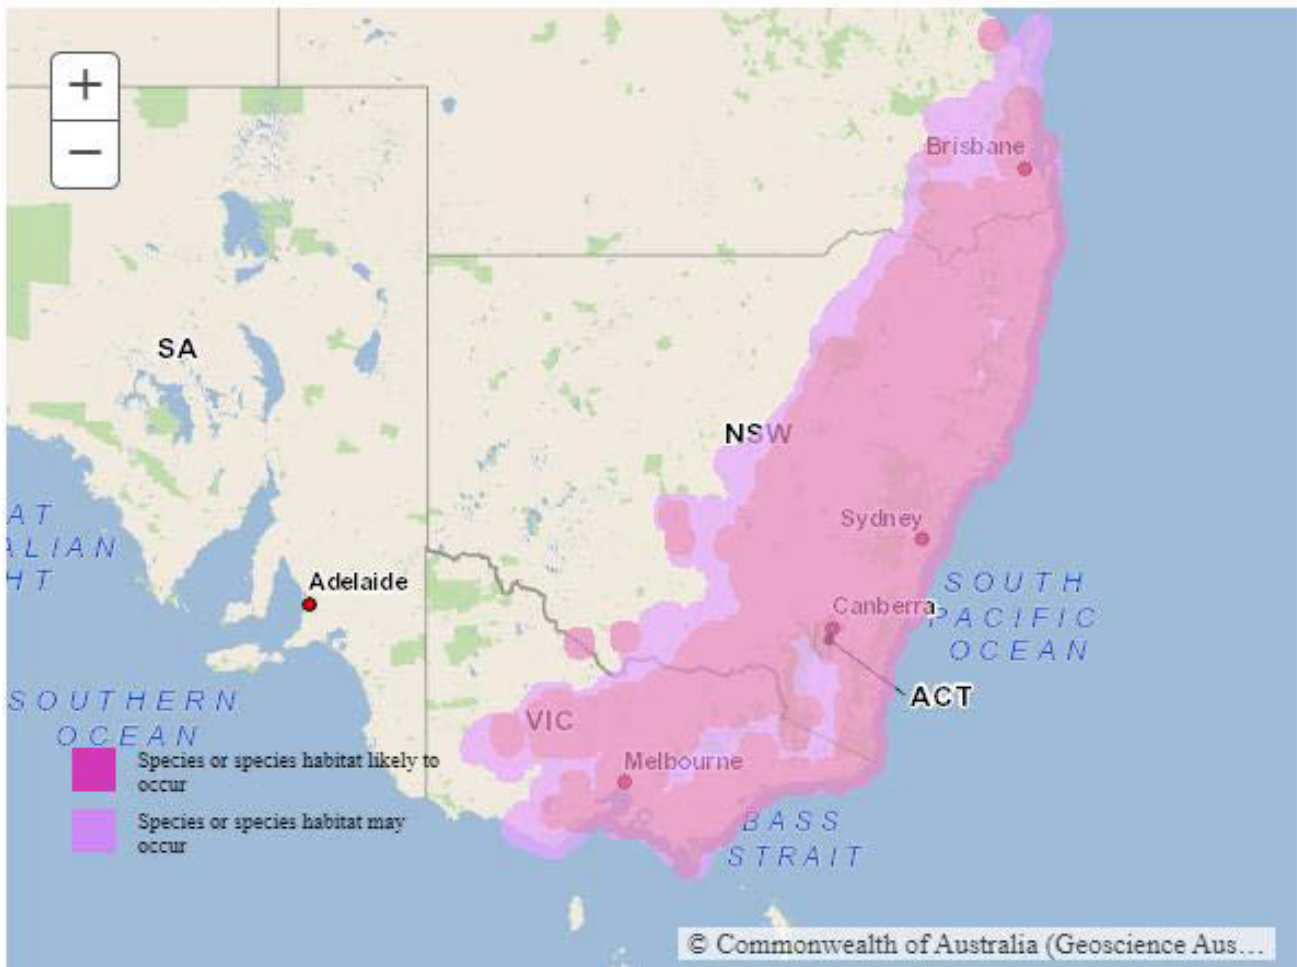 +
−
Brisbane
SA
NSW
Sydney
AT
ALIAN
HT
Adelaide
SOUTH
PACIFIC
OCEAN
Canberra
ACT
SOUTHERN
OCEAN
VIC
Melbourne
Species or species habitat likely to
occur
Species or species habitat may
occur
BASS
STRAIT
© Commonwealth of Australia (Geoscience Aus…